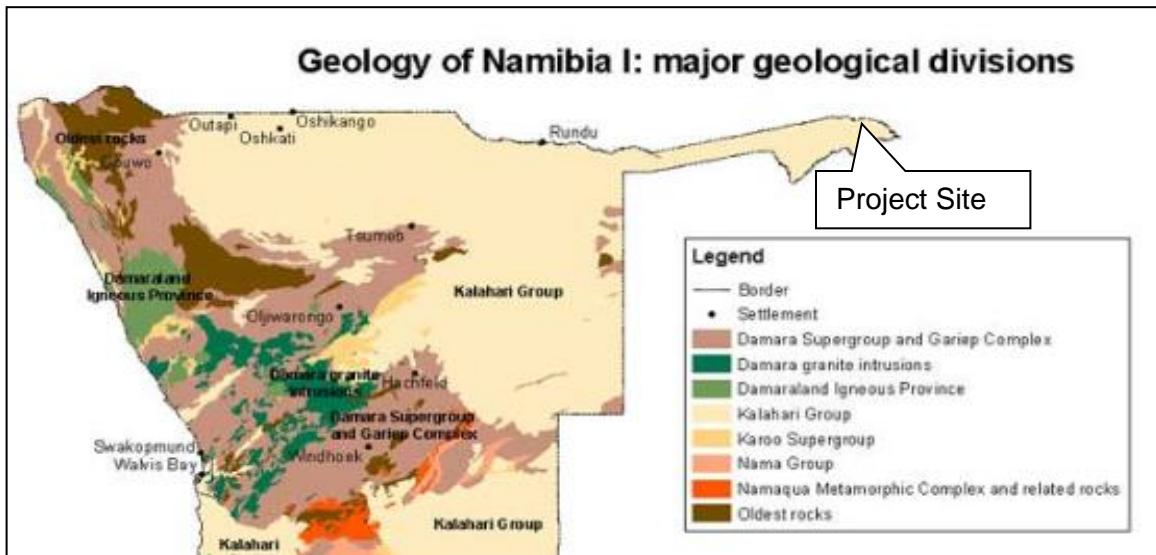 Geology of Namibia I: major geological divisions
Oshikango
Outapi
Oshkati
Rundu
Oldest rocks
Opuwo
Project Site
Tsumeb
Legend
Border
Settlement
Damara Supergroup and Gariep Complex
Damara granite intrusions
Damaraland Igneous Province
Kalahari Group
Karoo Supergroup
Nama Group
Namaqua Metamorphic Complex and related rocks
Oldest rocks
Damaraland
Igneous Province
Kalahari Group
Otjiwarongo
Damara granite
intrusions
Hochfeld
Damara Supergroup
and Gariep Complex
Swakopmund
Walvis Bay
Windhoek
Kalahari Group
Kalahari